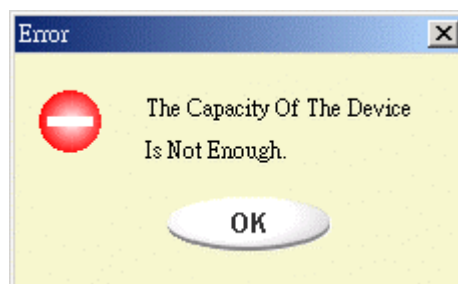 Error
The Capacity Of The Device
Is Not Enough.
OK